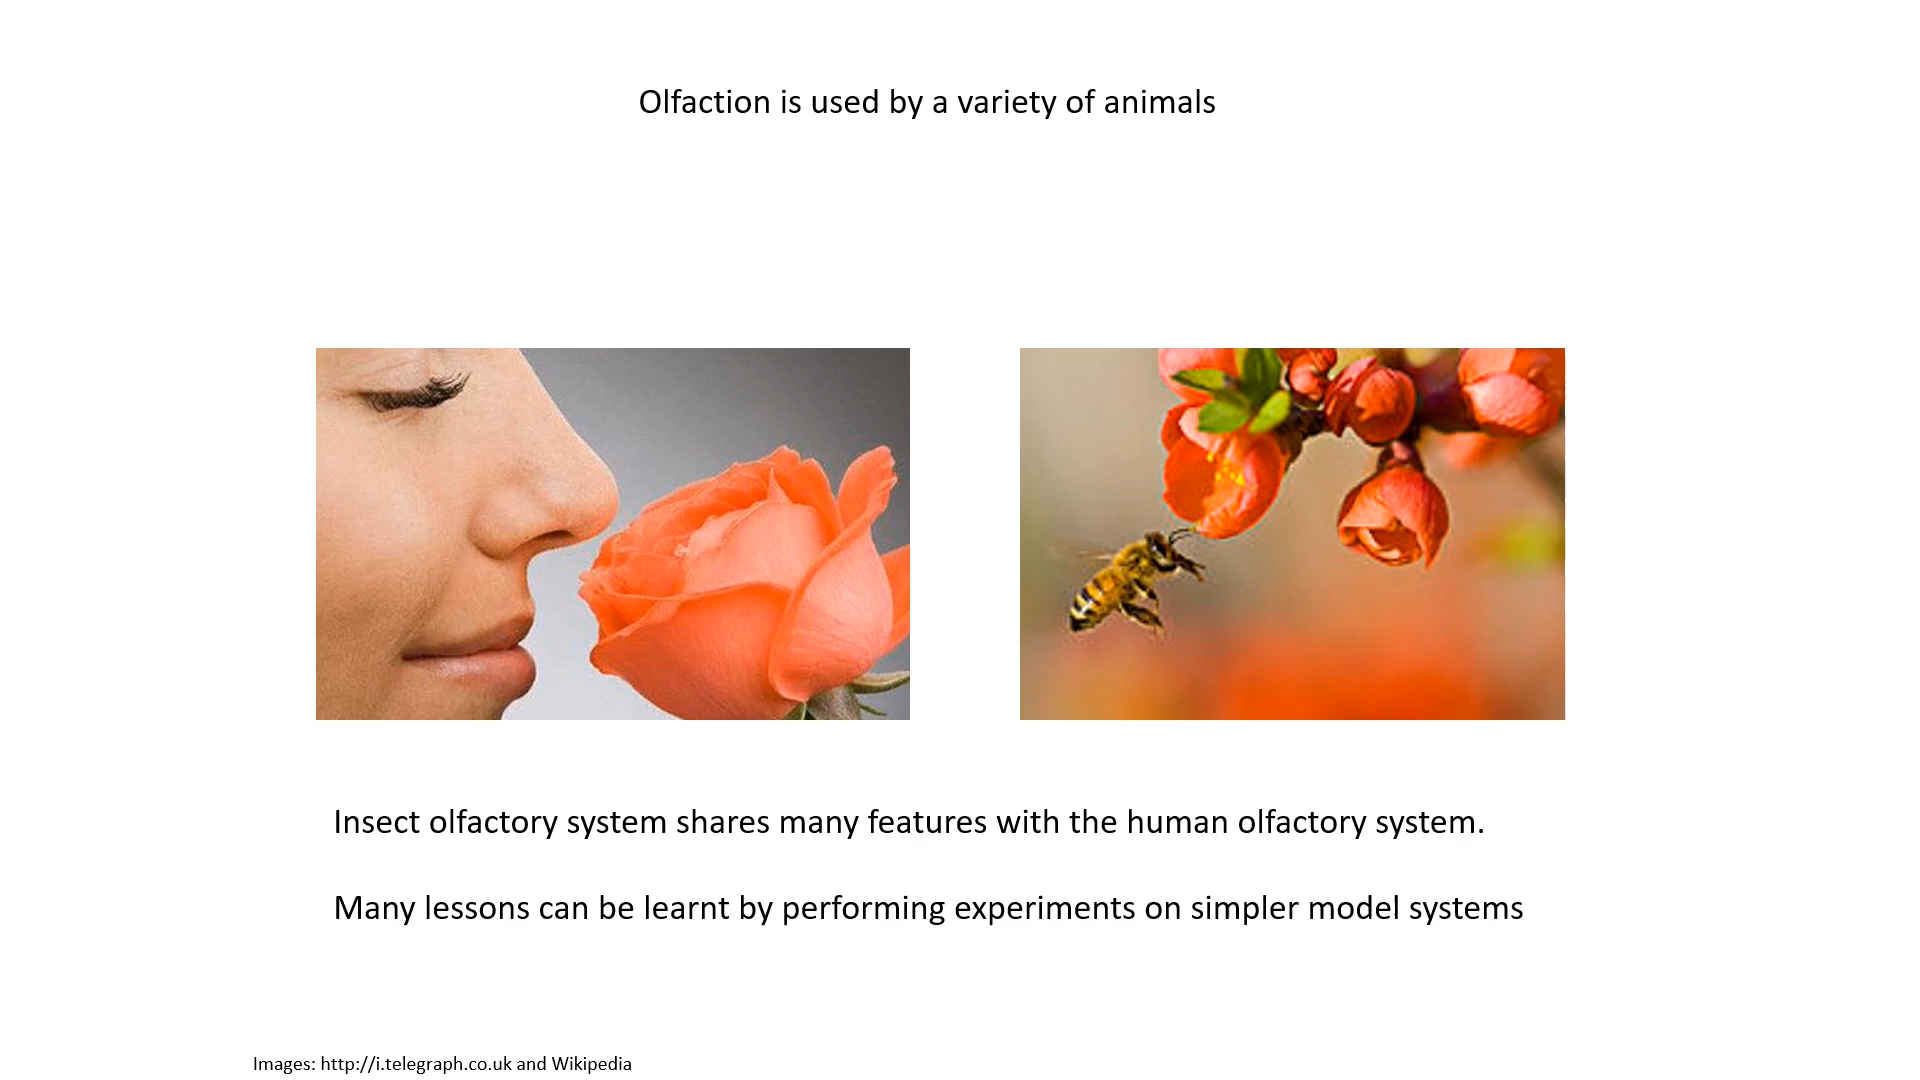 Olfaction is used by a variety of animals
Insect olfactory system shares many features with the human olfactory system.
Many lessons can be learnt by performing experiments on simpler model systems
Images: http://i.telegraph.co.uk and Wikipedia